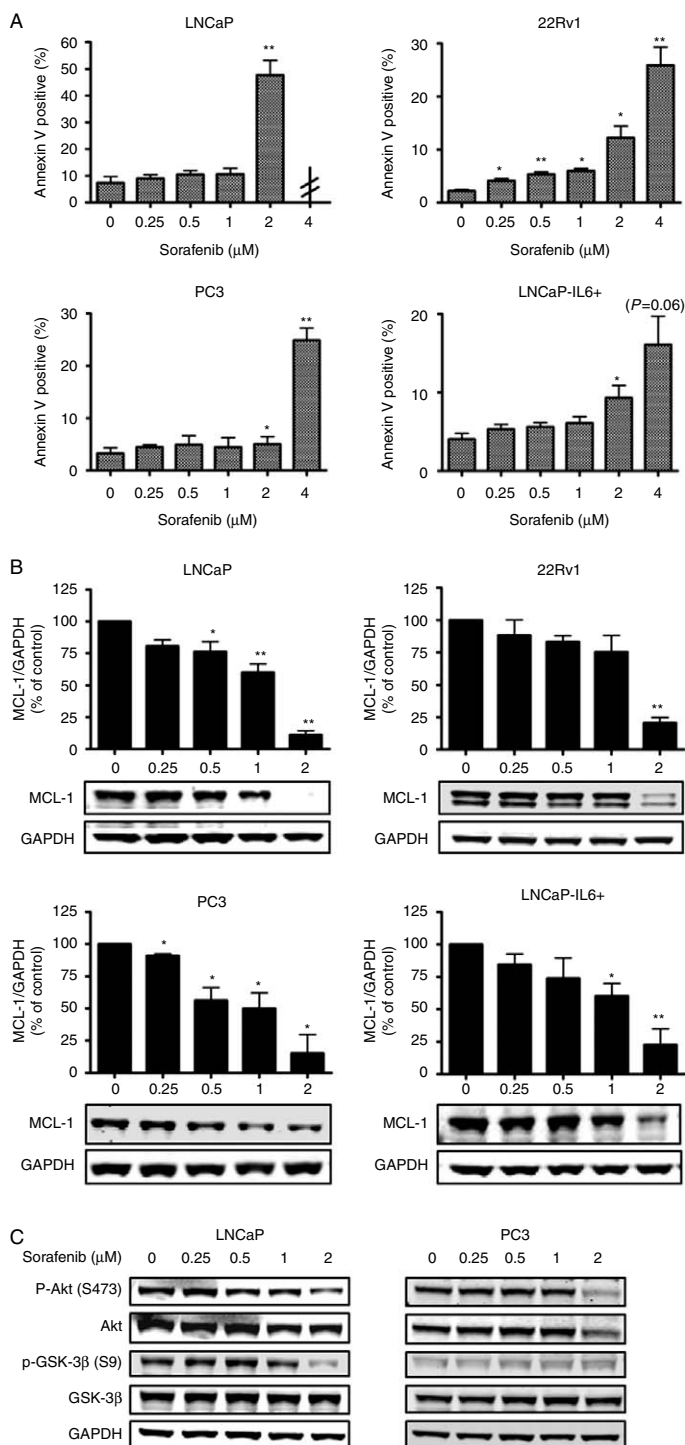 A
LNCaP
Annexin V positive (%)
60
50
40
30
20
10
0
**
0 0.25 0.5 1 2 4
Sorafenib (μM)
22Rv1
Annexin V positive (%)
30
20
10
0
* ** * * **
0 0.25 0.5 1 2 4
Sorafenib (μM)
PC3
Annexin V positive (%)
30
20
10
0
* **
0 0.25 0.5 1 2 4
Sorafenib (μM)
LNCaP-IL6+
Annexin V positive (%)
20
10
0
* (P=0.06)
0 0.25 0.5 1 2 4
Sorafenib (μM)
B
LNCaP
MCL-1/GAPDH
(% of control)
125
100
75
50
25
0
* ** **
0 0.25 0.5 1 2
MCL-1
GAPDH
22Rv1
MCL-1/GAPDH
(% of control)
125
100
75
50
25
0
**
0 0.25 0.5 1 2
MCL-1
GAPDH
PC3
MCL-1/GAPDH
(% of control)
125
100
75
50
25
0
* * * *
0 0.25 0.5 1 2
MCL-1
GAPDH
LNCaP-IL6+
MCL-1/GAPDH
(% of control)
125
100
75
50
25
0
* **
0 0.25 0.5 1 2
MCL-1
GAPDH
C
LNCaP PC3
Sorafenib (μM) 0 0.25 0.5 1 2 0 0.25 0.5 1 2
P-Akt (S473)
Akt
p-GSK-3β (S9)
GSK-3β
GAPDH